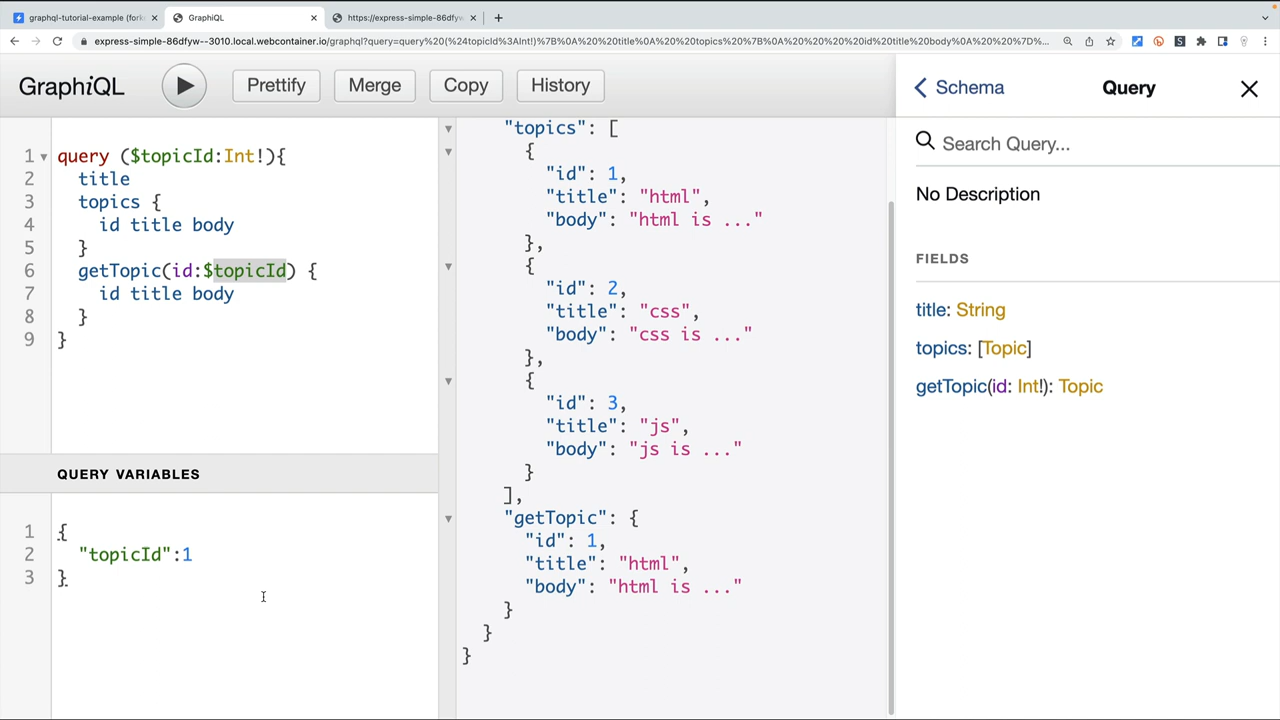 graphql-tutorial-example (fork
GraphiQL
https://express-simple-86dfyw
express-simple-86dfyw--3010.local.webcontainer.io/graphql?query=query%20(%24topicId%3AInt!)%7B%0A%20%20title%0A%20%20topics%20%7B%0A%20%20%20%20id%20title%20body%0A%20%20%7D%...
GraphiQL
Prettify
Merge
Copy
History
1 query ($topicId:Int!){
2 title
3 topics {
4 id title body
5 }
6 getTopic(id:$topicId) {
7 id title body
8 }
9 }
QUERY VARIABLES
1 {
2 "topicId":1
3 }
"topics": [
{
"id": 1,
"title": "html",
"body": "html is ..."
},
{
"id": 2,
"title": "css",
"body": "css is ..."
},
{
"id": 3,
"title": "js",
"body": "js is ..."
}
],
"getTopic": {
"id": 1,
"title": "html",
"body": "html is ..."
}
}
}
Schema
Query
Search Query...
No Description
FIELDS
title: String
topics: [Topic]
getTopic(id: Int!): Topic